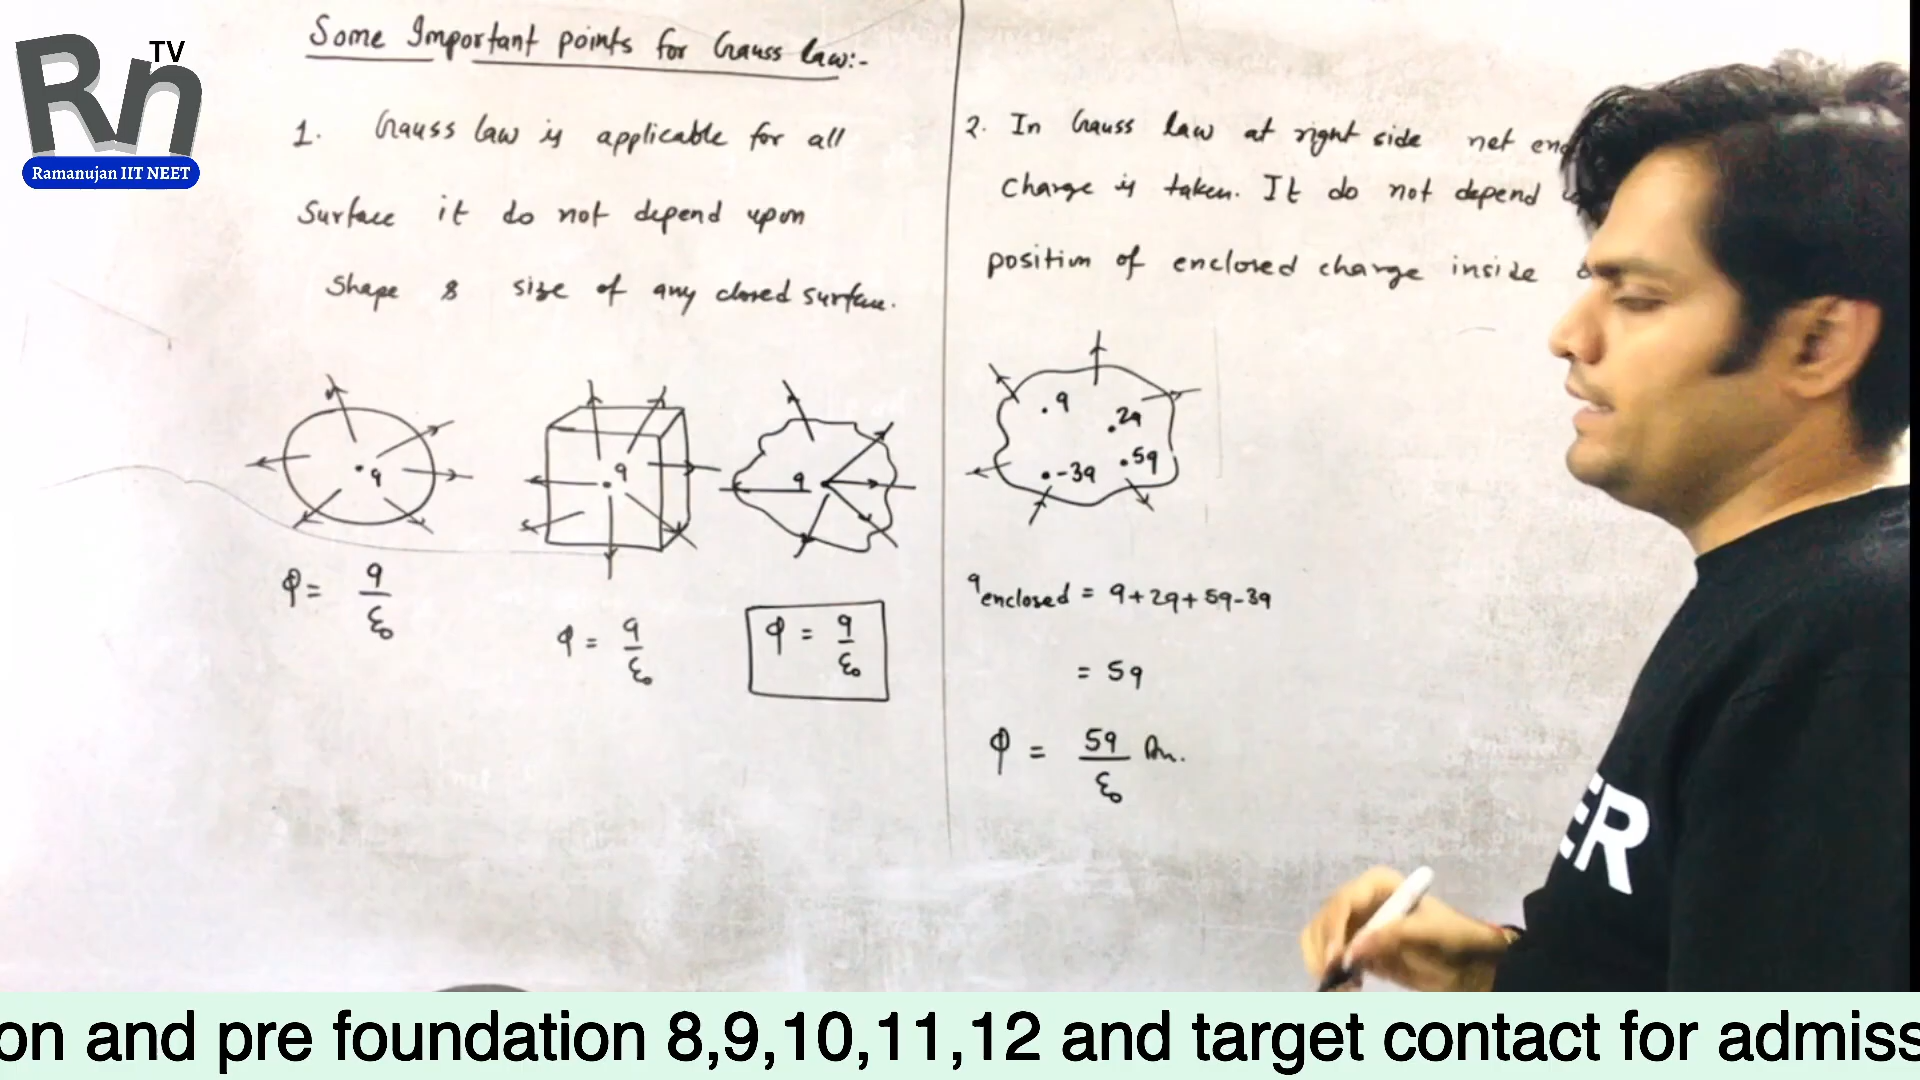 Rn TV
Ramanujan IIT NEET
Some Important points for Gauss law:-
1. Gauss law is applicable for all
Surface it do not depend upon
Shape & size of any closed surface.
q
q
q
φ = q/ε₀
φ = q/ε₀
φ = q/ε₀
2. In Gauss law at right side net
Charge is taken. It do not depend
position of enclosed charge inside
q
2q
-3q
5q
q enclosed = q+2q+5q-3q
= 5q
φ = 5q/ε₀ An.
ER
on and pre foundation 8,9,10,11,12 and target contact for admiss